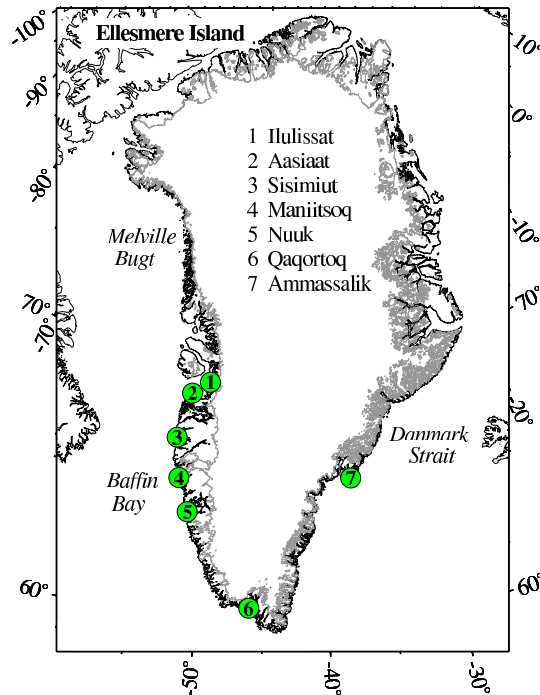 -100°
Ellesmere Island
10°
-90°
0°
1 Ilulissat
2 Aasiaat
3 Sisimiut
4 Maniitsoq
5 Nuuk
6 Qaqortoq
7 Ammassalik
-80°
Melville
Bugt
-10°
70°
-70°
-70°
1
2
-20°
3
Danmark
Strait
Baffin
Bay
4
7
5
60°
60°
6
-50°
-40°
-30°